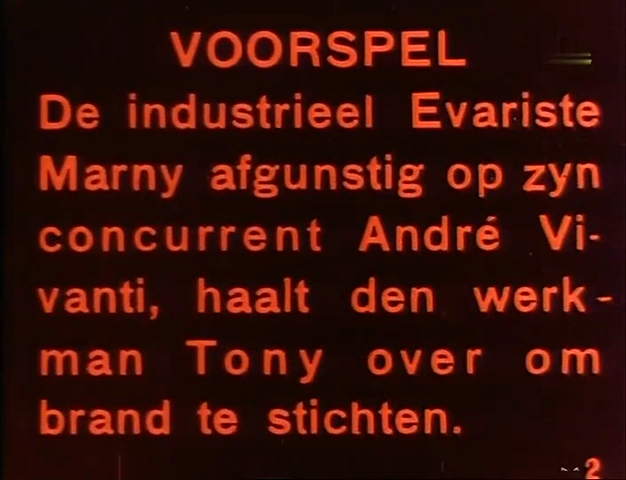 VOORSPEL
De industrieel Evariste
Marny afgunstig op zyn
concurrent André Vi-
vanti, haalt den werk-
man Tony over om
brand te stichten.
2